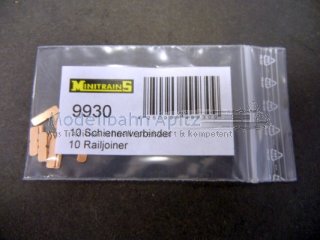 MINITRAINS
9930
Modellbahn Apitz
10 Schienenverbinder
10 Railjoiner